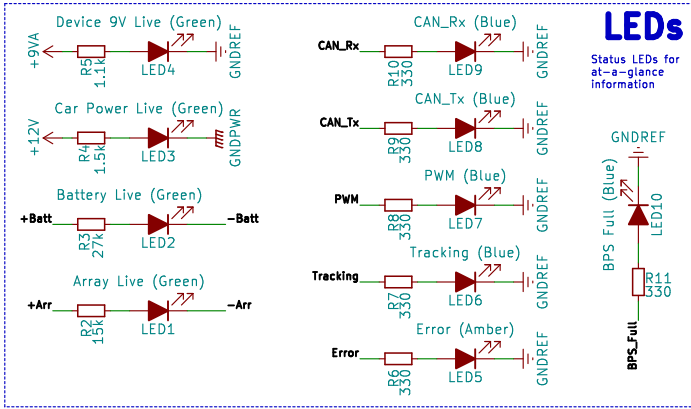 LEDs
Status LEDs for
at-a-glance
information
Device 9V Live (Green)
+9VA
R5
1.1k
LED4
GNDREF
Car Power Live (Green)
+12V
R4
1.5k
LED3
GNDPWR
Battery Live (Green)
+Batt
R3
27k
LED2
-Batt
Array Live (Green)
+Arr
R2
15k
LED1
-Arr
CAN_Rx (Blue)
CAN_Rx
R10
330
LED9
GNDREF
CAN_Tx (Blue)
CAN_Tx
R9
330
LED8
GNDREF
PWM (Blue)
PWM
R8
330
LED7
GNDREF
Tracking (Blue)
Tracking
R7
330
LED6
GNDREF
Error (Amber)
Error
R6
330
LED5
GNDREF
GNDREF
BPS Full (Blue)
LED10
R11
330
BPS_Full